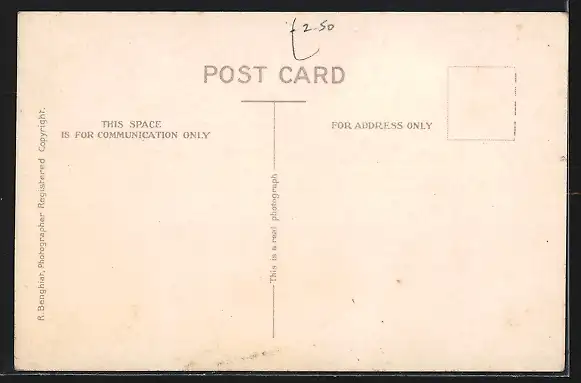 £2-50
POST CARD
THIS SPACE
IS FOR COMMUNICATION ONLY
FOR ADDRESS ONLY
R. Benghiat, Photographer Registered Copyright.
This is a real photograph